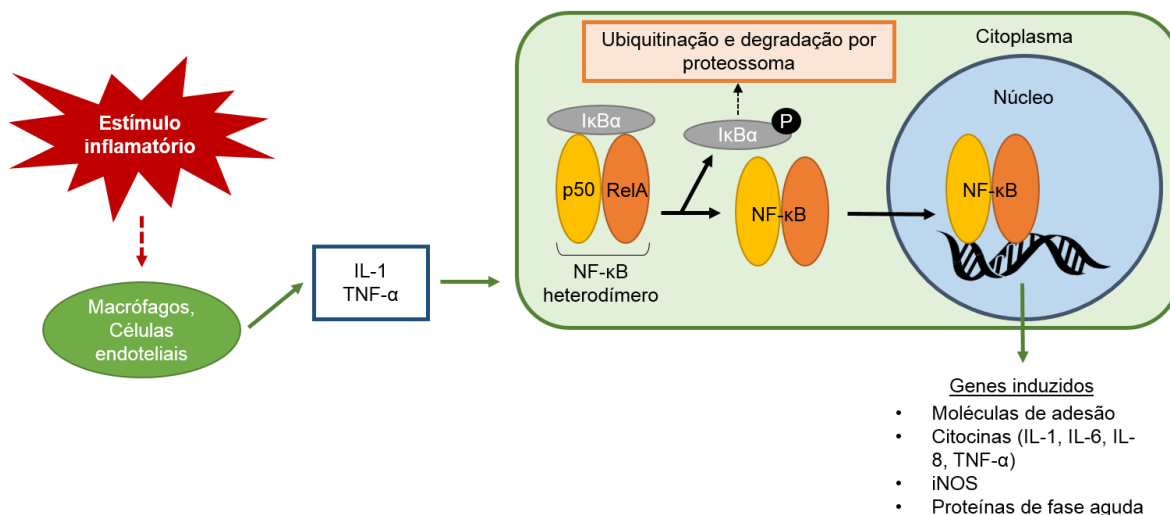 Estímulo
inflamatório
Macrófagos,
Células
endoteliais
IL-1
TNF-α
Ubiquitinação e degradação por
proteossoma
IκBα
p50
RelA
NF-κB
heterodímero
IκBα
P
NF-κB
Citoplasma
Núcleo
NF-κB
Genes induzidos
• Moléculas de adesão
• Citocinas (IL-1, IL-6, IL-
8, TNF-α)
• iNOS
• Proteínas de fase aguda